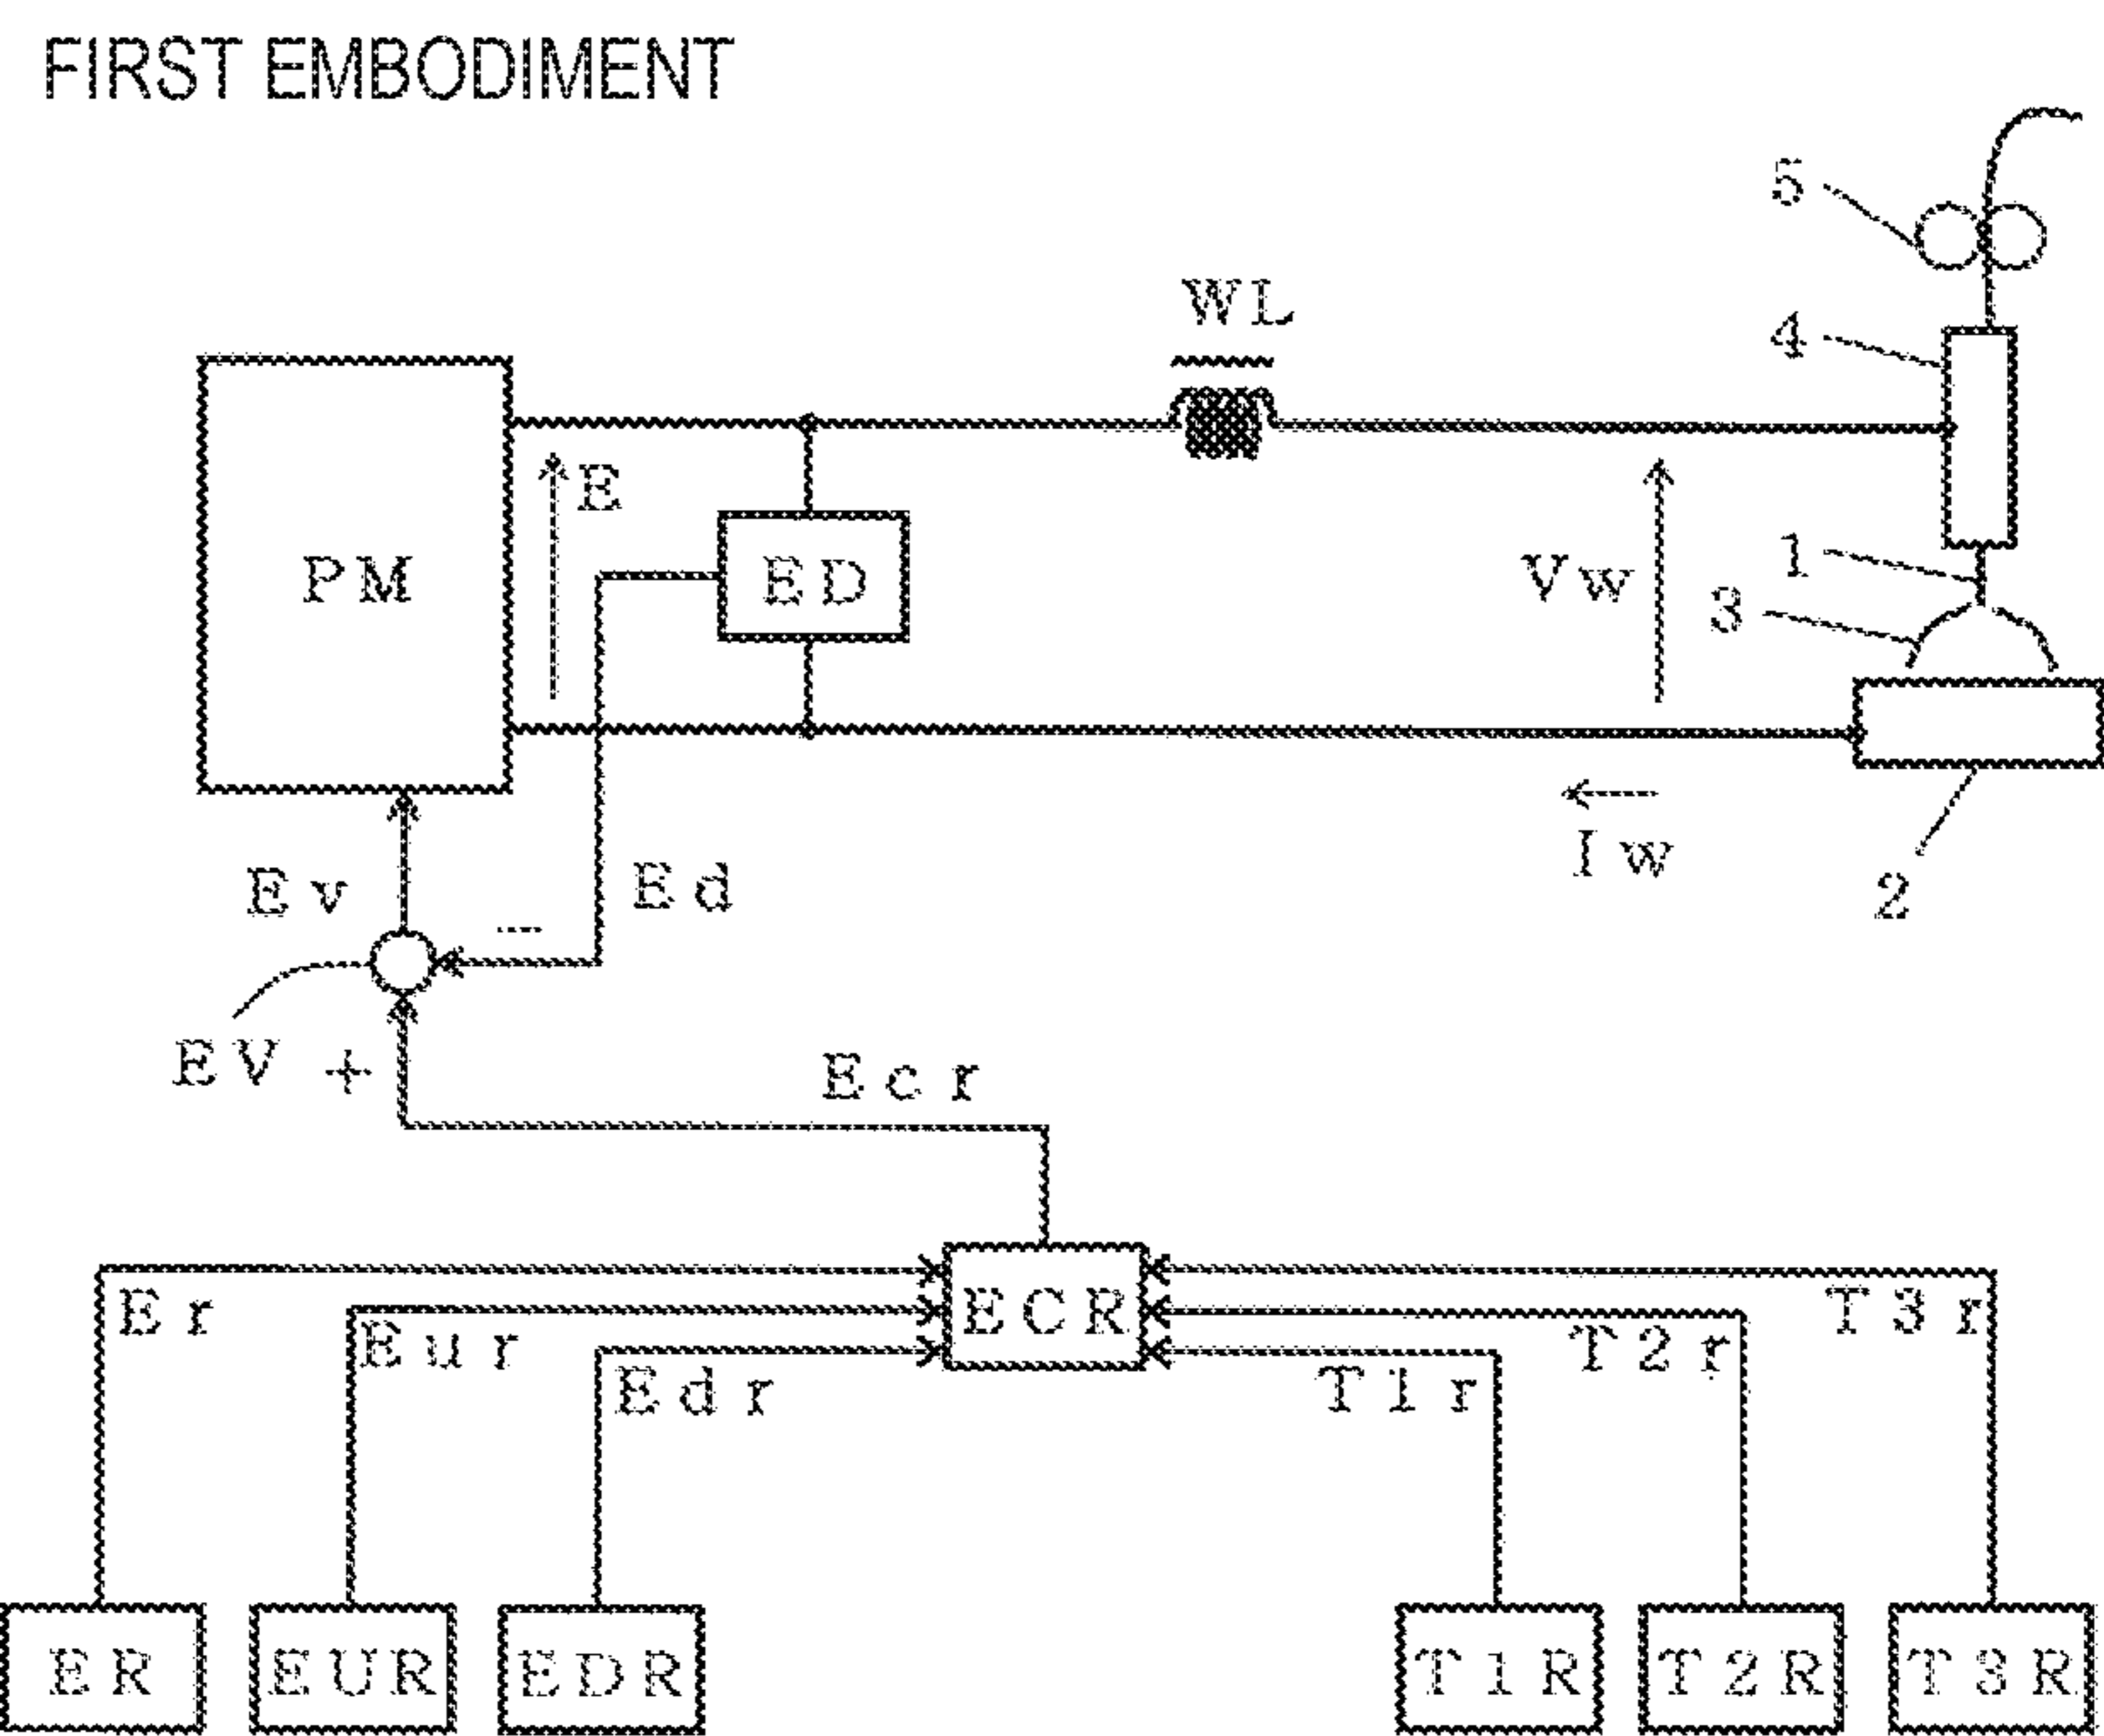 FIRST EMBODIMENT
5
WL
4
E
PM
ED
Vw
1
3
Iw
2
Ev
Ed
−
EV +
Ecr
Er
Eur
Edr
ECR
T1r
T2r
T3r
ER
EUR
EDR
T1R
T2R
T3R